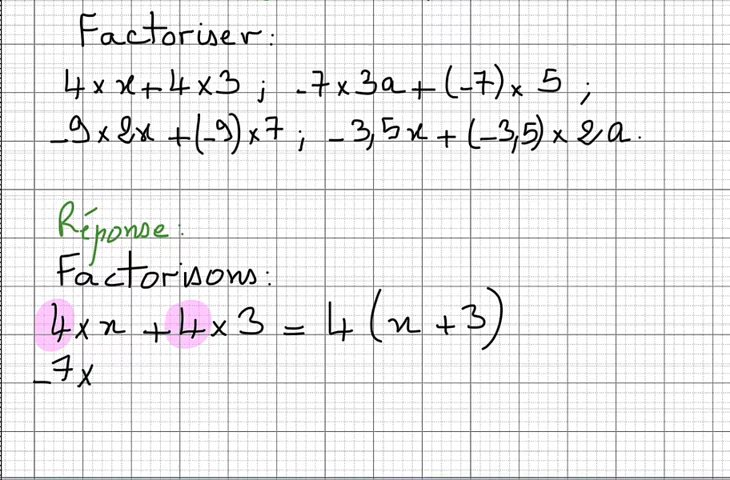 Factoriser:
4 × x + 4 × 3 ; -7 × 3a + (-7) × 5 ;
-9 × 2x + (-9) × 7 ; -3,5x + (-3,5) × 2a.
Réponse:
Factorisons:
4 × x + 4 × 3 = 4 (x + 3)
-7 ×